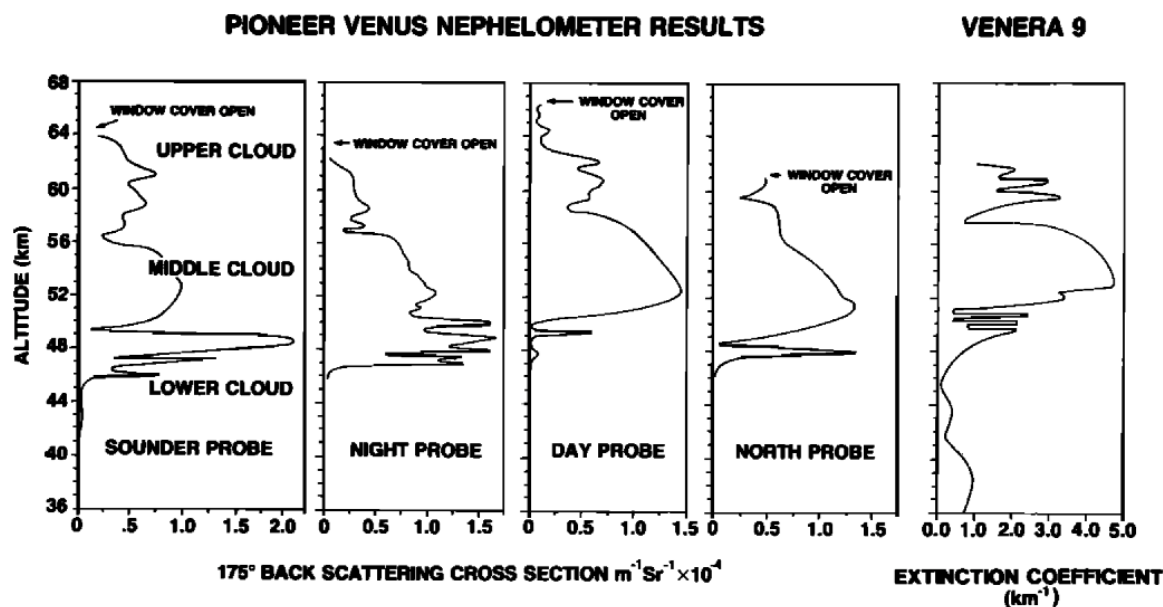 PIONEER VENUS NEPHELOMETER RESULTS
VENERA 9
68
64
60
56
52
48
44
40
36
ALTITUDE (km)
WINDOW COVER OPEN
UPPER CLOUD
MIDDLE CLOUD
LOWER CLOUD
SOUNDER PROBE
0 .5 1.0 1.5 2.0
WINDOW COVER OPEN
NIGHT PROBE
0 0.5 1.0 1.5
WINDOW COVER
OPEN
DAY PROBE
0 .5 1.0 1.5
WINDOW COVER
OPEN
NORTH PROBE
0 0.5 1.0 1.5
0.0 1.0 2.0 3.0 4.0 5.0
175° BACK SCATTERING CROSS SECTION m⁻¹Sr⁻¹×10⁻⁴
EXTINCTION COEFFICIENT
(km⁻¹)